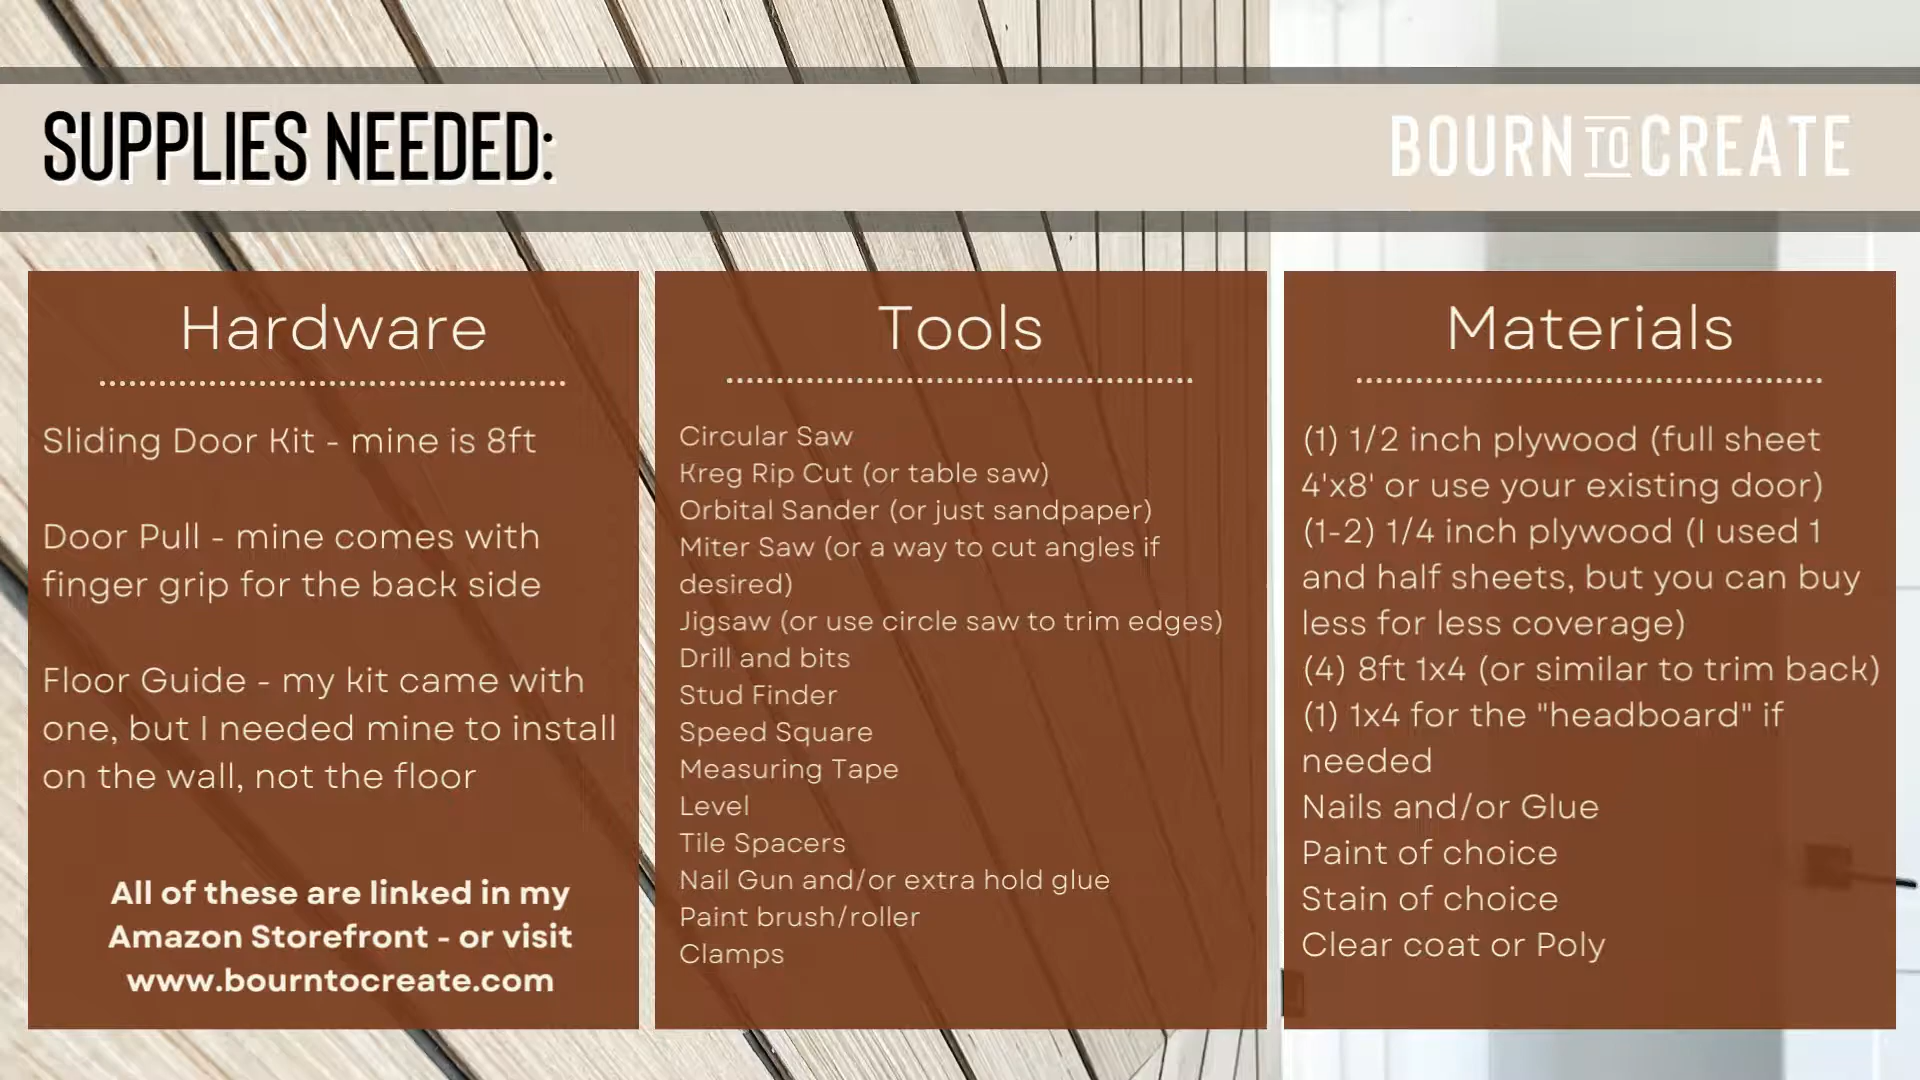 SUPPLIES NEEDED:
BOURN TO CREATE
Hardware
Sliding Door Kit - mine is 8ft
Door Pull - mine comes with
finger grip for the back side
Floor Guide - my kit came with
one, but I needed mine to install
on the wall, not the floor
All of these are linked in my
Amazon Storefront - or visit
www.bourntocreate.com
Tools
Circular Saw
Kreg Rip Cut (or table saw)
Orbital Sander (or just sandpaper)
Miter Saw (or a way to cut angles if
desired)
Jigsaw (or use circle saw to trim edges)
Drill and bits
Stud Finder
Speed Square
Measuring Tape
Level
Tile Spacers
Nail Gun and/or extra hold glue
Paint brush/roller
Clamps
Materials
(1) 1/2 inch plywood (full sheet
4'x8' or use your existing door)
(1-2) 1/4 inch plywood (I used 1
and half sheets, but you can buy
less for less coverage)
(4) 8ft 1x4 (or similar to trim back)
(1) 1x4 for the "headboard" if
needed
Nails and/or Glue
Paint of choice
Stain of choice
Clear coat or Poly